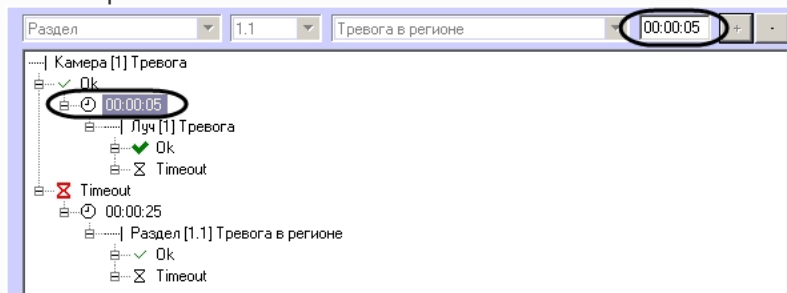 Раздел 1.1 Тревога в регионе 00:00:05 + -
Камера [1] Тревога
Ok
00:00:05
Луч [1] Тревога
Ok
Timeout
Timeout
00:00:25
Раздел [1.1] Тревога в регионе
Ok
Timeout